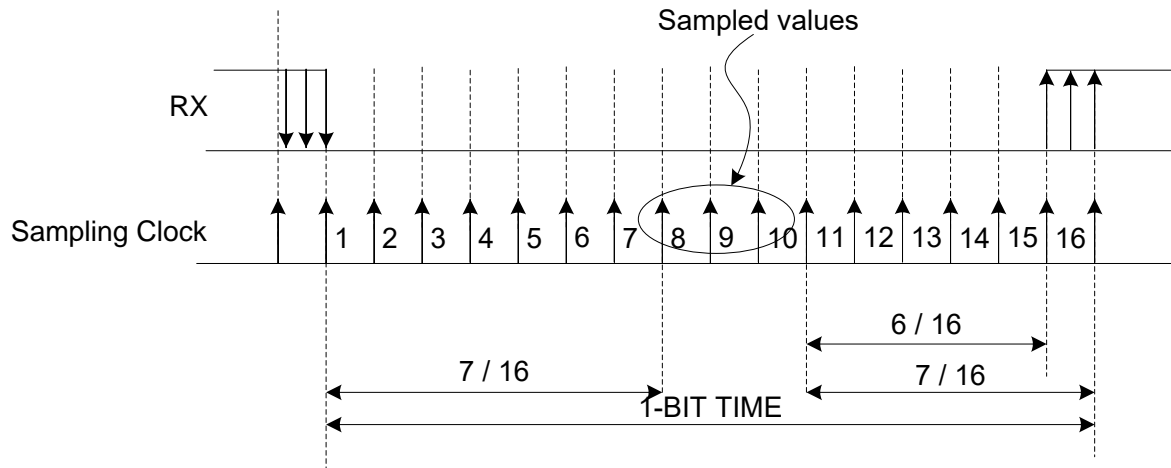 Sampled values
RX
Sampling Clock
1 2 3 4 5 6 7 8 9 10 11 12 13 14 15 16
6 / 16
7 / 16
7 / 16
1-BIT TIME